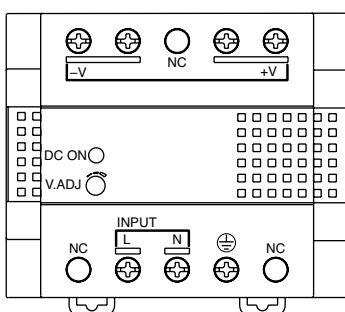 NC
–V +V
DC ON
V.ADJ
INPUT
NC L N NC